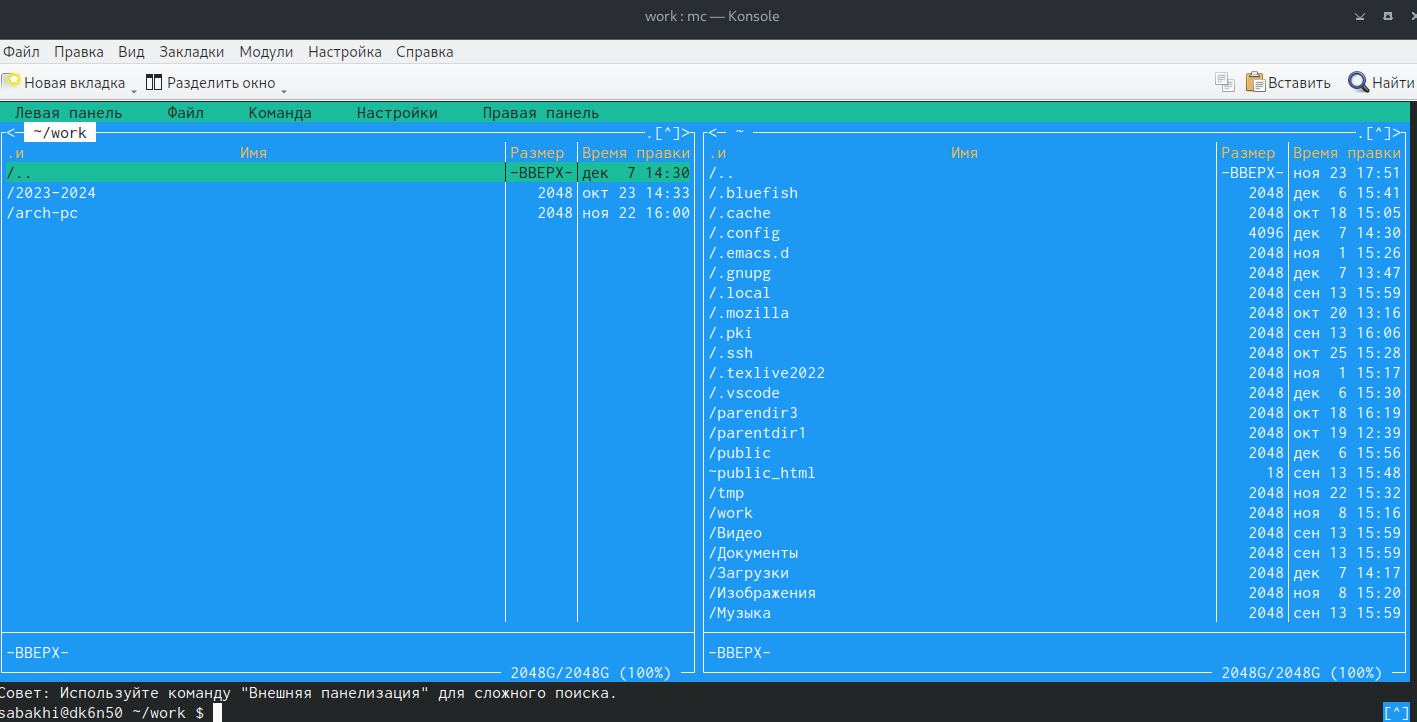 work : mc — Konsole
Файл Правка Вид Закладки Модули Настройка Справка
Новая вкладка Разделить окно Вставить Найти
Левая панель Файл Команда Настройки Правая панель
<— ~/work .[^]> <— ~ .[^]>
.и Имя Размер Время правки .и Имя Размер Время правки
/.. -ВВЕРХ- дек 7 14:30 /.. -ВВЕРХ- ноя 23 17:51
/2023-2024 2048 окт 23 14:33 /.bluefish 2048 дек 6 15:41
/arch-pc 2048 ноя 22 16:00 /.cache 2048 окт 18 15:05
/.config 4096 дек 7 14:30
/.emacs.d 2048 ноя 1 15:26
/.gnupg 2048 дек 7 13:47
/.local 2048 сен 13 15:59
/.mozilla 2048 окт 20 13:16
/.pki 2048 сен 13 16:06
/.ssh 2048 окт 25 15:28
/.texlive2022 2048 ноя 1 15:17
/.vscode 2048 дек 6 15:30
/parendir3 2048 окт 18 16:19
/parentdir1 2048 окт 19 12:39
/public 2048 дек 6 15:56
~public_html 18 сен 13 15:48
/tmp 2048 ноя 22 15:32
/work 2048 ноя 8 15:16
/Видео 2048 сен 13 15:59
/Документы 2048 сен 13 15:59
/Загрузки 2048 дек 7 14:17
/Изображения 2048 ноя 8 15:20
/Музыка 2048 сен 13 15:59
-ВВЕРХ- -ВВЕРХ-
2048G/2048G (100%) 2048G/2048G (100%)
Совет: Используйте команду "Внешняя панелизация" для сложного поиска.
sabakhi@dk6n50 ~/work $ [^]